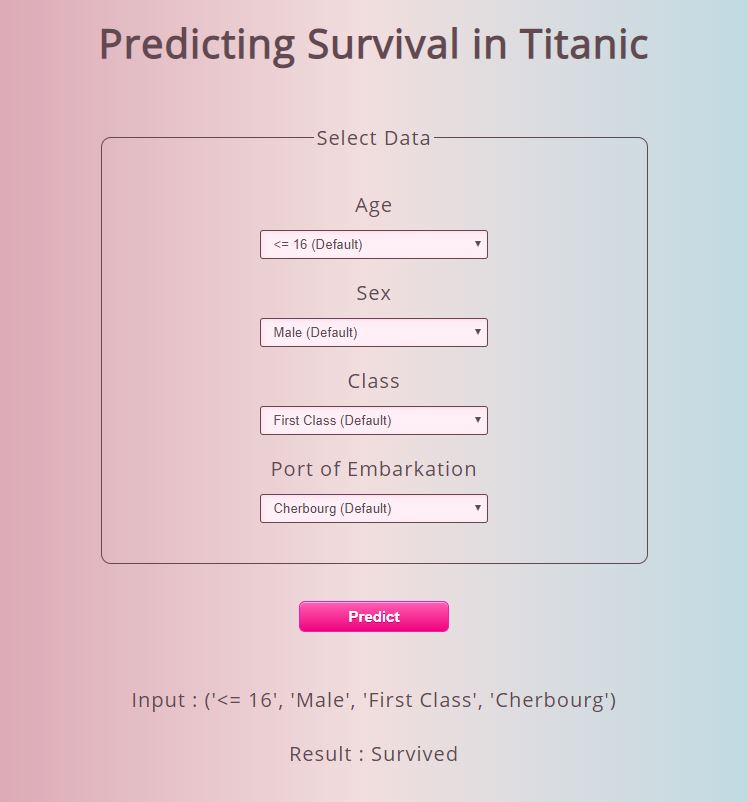 Predicting Survival in Titanic
Select Data
Age
<= 16 (Default)
Sex
Male (Default)
Class
First Class (Default)
Port of Embarkation
Cherbourg (Default)
Predict
Input : ('<= 16', 'Male', 'First Class', 'Cherbourg')
Result : Survived